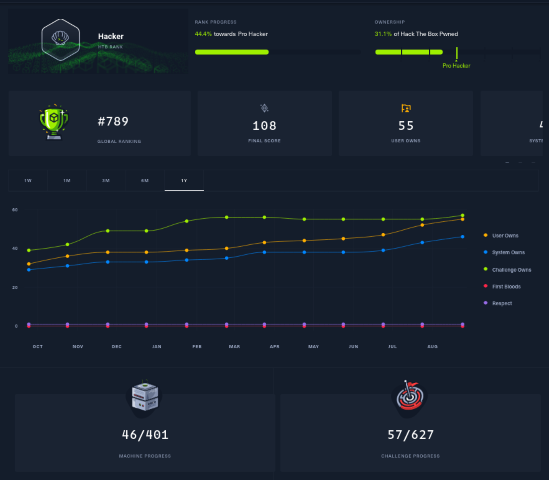 RANK PROGRESS
OWNERSHIP
Hacker
HTB RANK
44.4% towards Pro Hacker
31.1% of Hack The Box Pwned
Pro Hacker
#789
GLOBAL RANKING
108
FINAL SCORE
55
USER OWNS
1W
1M
3M
6M
1Y
60
40
20
0
OCT
NOV
DEC
JAN
FEB
MAR
APR
MAY
JUN
JUL
AUG
User Owns
System Owns
Challenge Owns
First Bloods
Respect
46/401
MACHINE PROGRESS
57/627
CHALLENGE PROGRESS